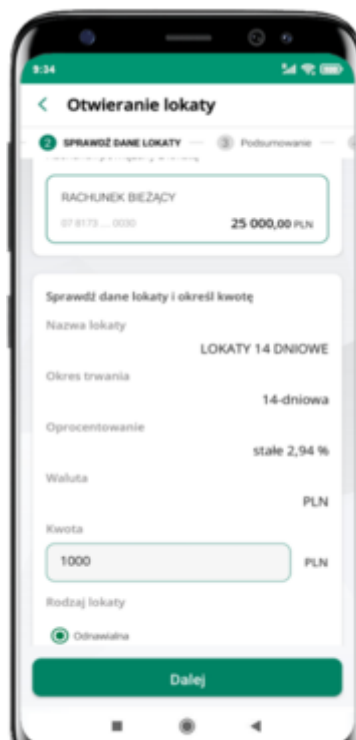 9:34
Otwieranie lokaty
2 SPRAWDŹ DANE LOKATY 3 Podsumowanie
RACHUNEK BIEŻĄCY
07 8173 ... 0030 25 000,00 PLN
Sprawdź dane lokaty i określ kwotę
Nazwa lokaty
LOKATY 14 DNIOWE
Okres trwania
14-dniowa
Oprocentowanie
stałe 2,94 %
Waluta
PLN
Kwota
1000 PLN
Rodzaj lokaty
Odnawialna
Dalej